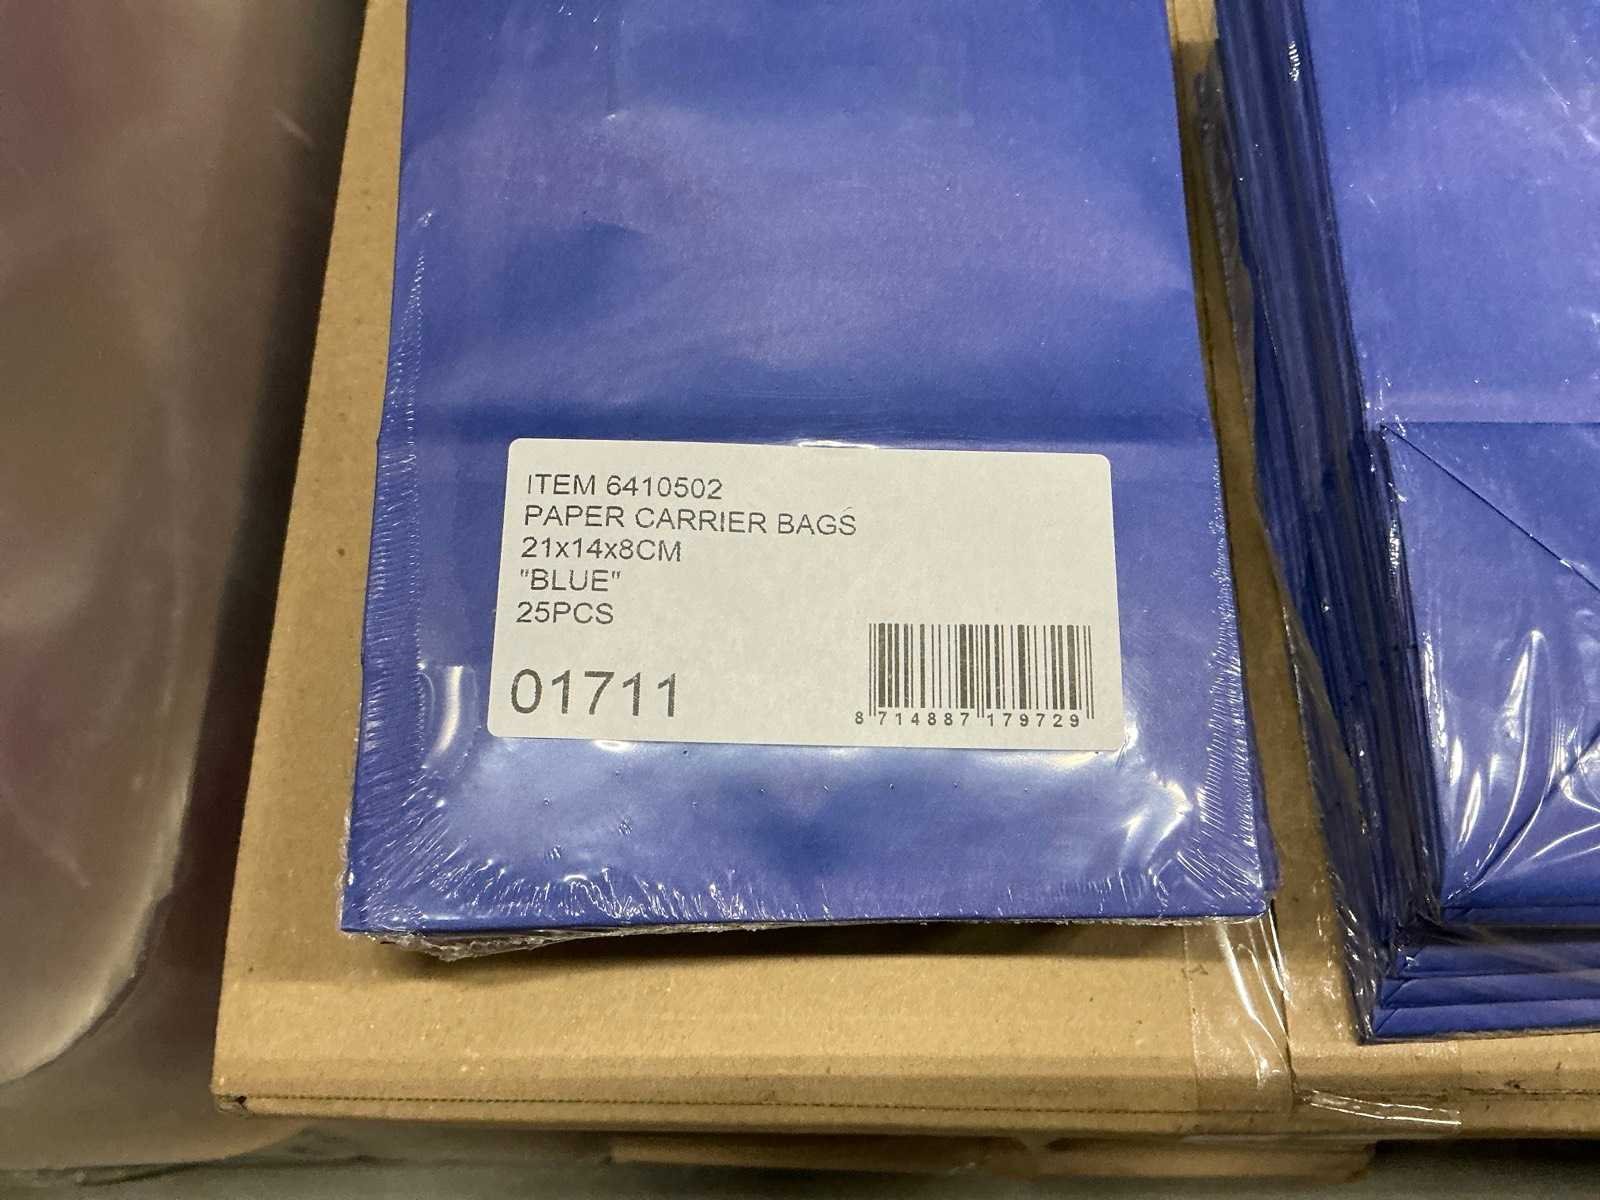 ITEM 6410502
PAPER CARRIER BAGS
21x14x8CM
"BLUE"
25PCS
01711
8 714887 179729